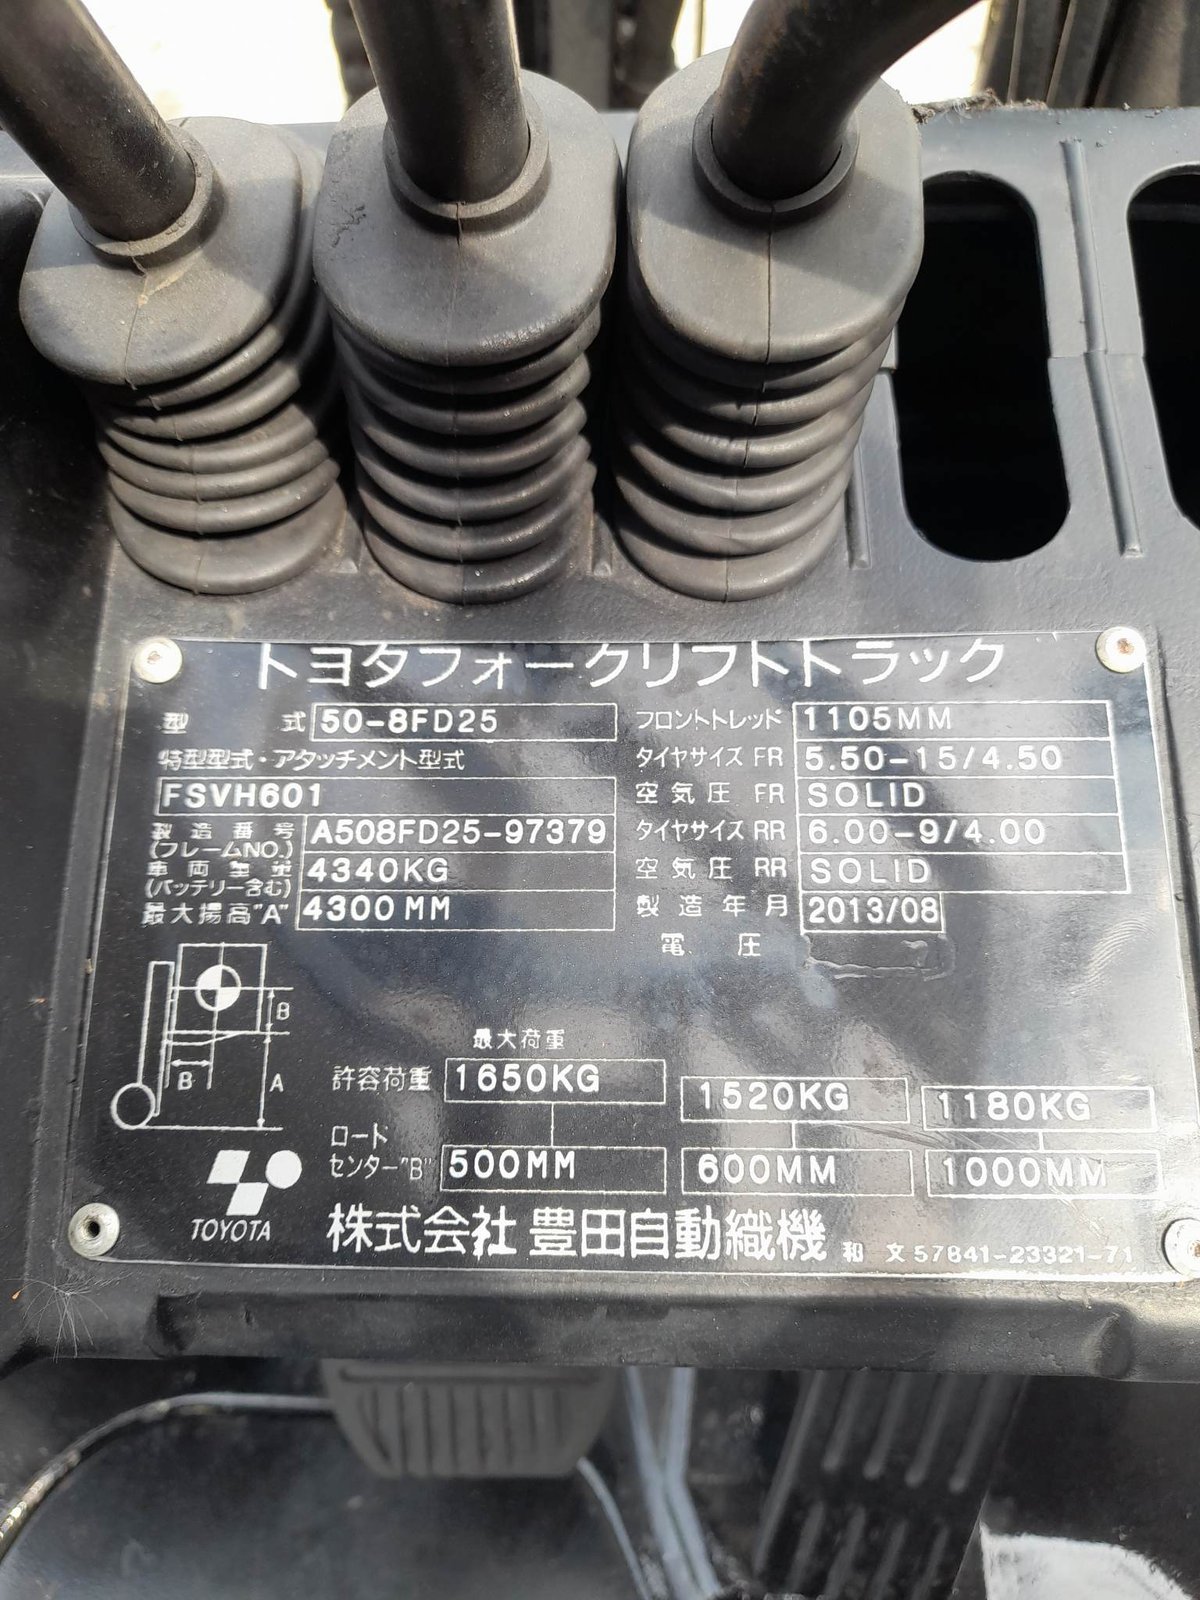 トヨタフォークリフトトラック
型 式 50-8FD25
特型型式・アタッチメント型式
FSVH601
製造番号 A508FD25-97379
(フレームNO.)
車両重量 4340KG
(バッテリー含む)
最大揚高"A" 4300MM
フロントトレッド 1105MM
タイヤサイズ FR 5.50-15/4.50
空気圧 FR SOLID
タイヤサイズ RR 6.00-9/4.00
空気圧 RR SOLID
製造年月 2013/08
電 圧
B
B A
最大荷重
許容荷重 1650KG 1520KG 1180KG
ロード
センター"B" 500MM 600MM 1000MM
TOYOTA
株式会社 豊田自動織機 和 文 57841-23321-71